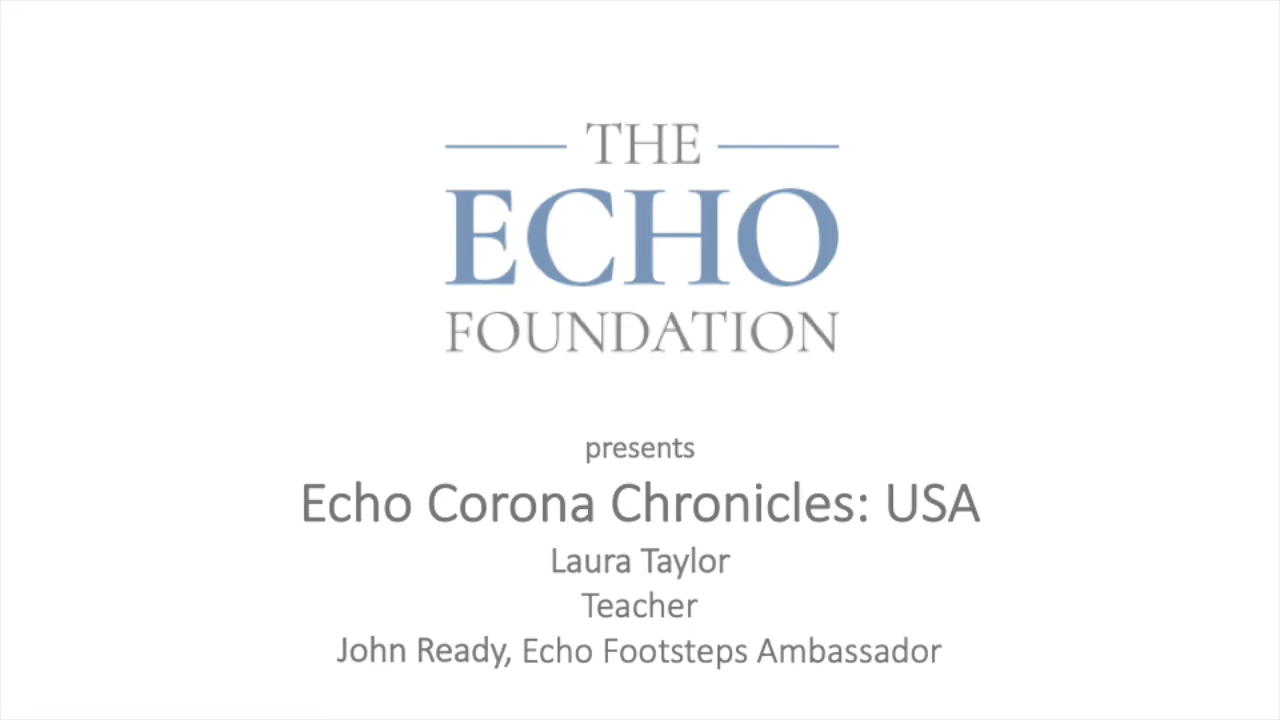 THE
ECHO
FOUNDATION
presents
Echo Corona Chronicles: USA
Laura Taylor
Teacher
John Ready, Echo Footsteps Ambassador